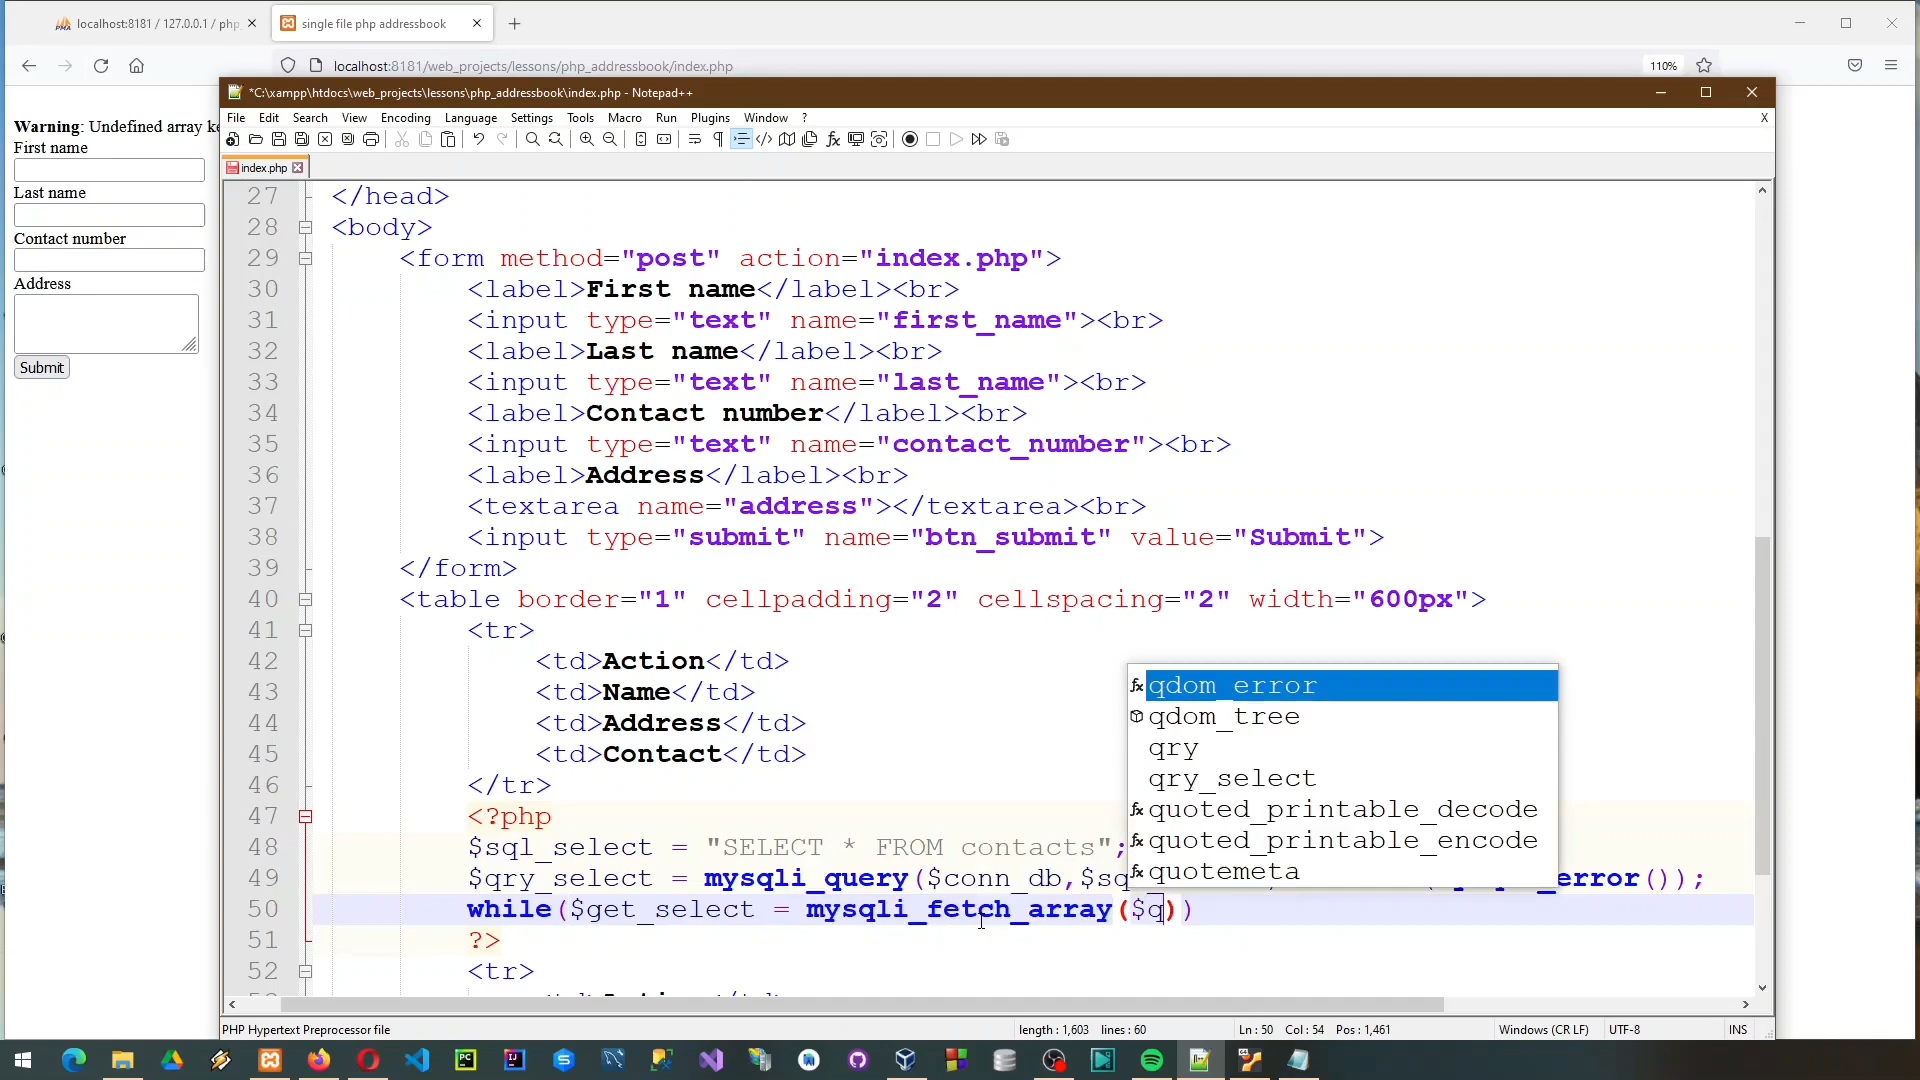 localhost:8181 / 127.0.0.1 / php_
single file php addressbook
localhost:8181/web_projects/lessons/php_addressbook/index.php
110%
Warning: Undefined array ke
First name
Last name
Contact number
Address
Submit
*C:\xampp\htdocs\web_projects\lessons\php_addressbook\index.php - Notepad++
File Edit Search View Encoding Language Settings Tools Macro Run Plugins Window ?
X
index.php
27 </head>
28 <body>
29 <form method="post" action="index.php">
30 <label>First name</label><br>
31 <input type="text" name="first_name"><br>
32 <label>Last name</label><br>
33 <input type="text" name="last_name"><br>
34 <label>Contact number</label><br>
35 <input type="text" name="contact_number"><br>
36 <label>Address</label><br>
37 <textarea name="address"></textarea><br>
38 <input type="submit" name="btn_submit" value="Submit">
39 </form>
40 <table border="1" cellpadding="2" cellspacing="2" width="600px">
41 <tr>
42 <td>Action</td>
43 <td>Name</td>
44 <td>Address</td>
45 <td>Contact</td>
46 </tr>
47 <?php
48 $sql_select = "SELECT * FROM contacts";
49 $qry_select = mysqli_query($conn_db,$sq _error());
50 while($get_select = mysqli_fetch_array($q))
51 ?>
52 <tr>
qdom_error
qdom_tree
qry
qry_select
quoted_printable_decode
quoted_printable_encode
quotemeta
PHP Hypertext Preprocessor file
length : 1,603 lines : 60
Ln : 50 Col : 54 Pos : 1,461
Windows (CR LF)
UTF-8
INS